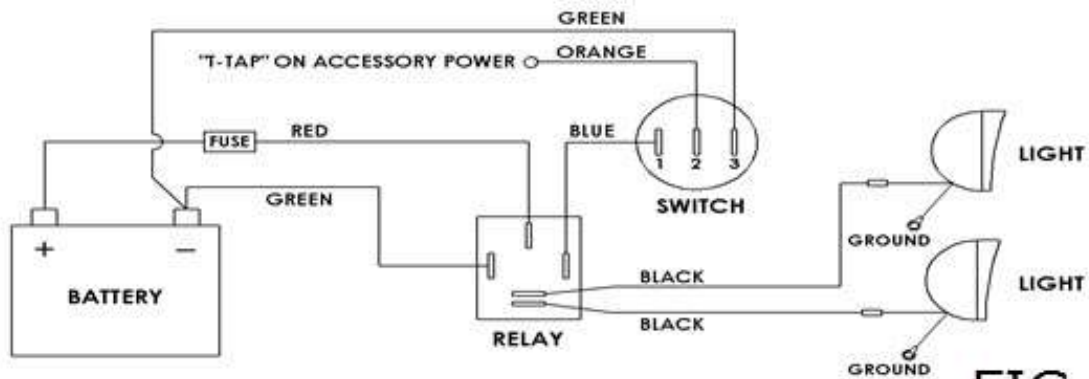 GREEN
"T-TAP" ON ACCESSORY POWER
ORANGE
FUSE
RED
BLUE
1 2 3
LIGHT
GREEN
SWITCH
GROUND
+ −
BATTERY
BLACK
LIGHT
BLACK
RELAY
GROUND